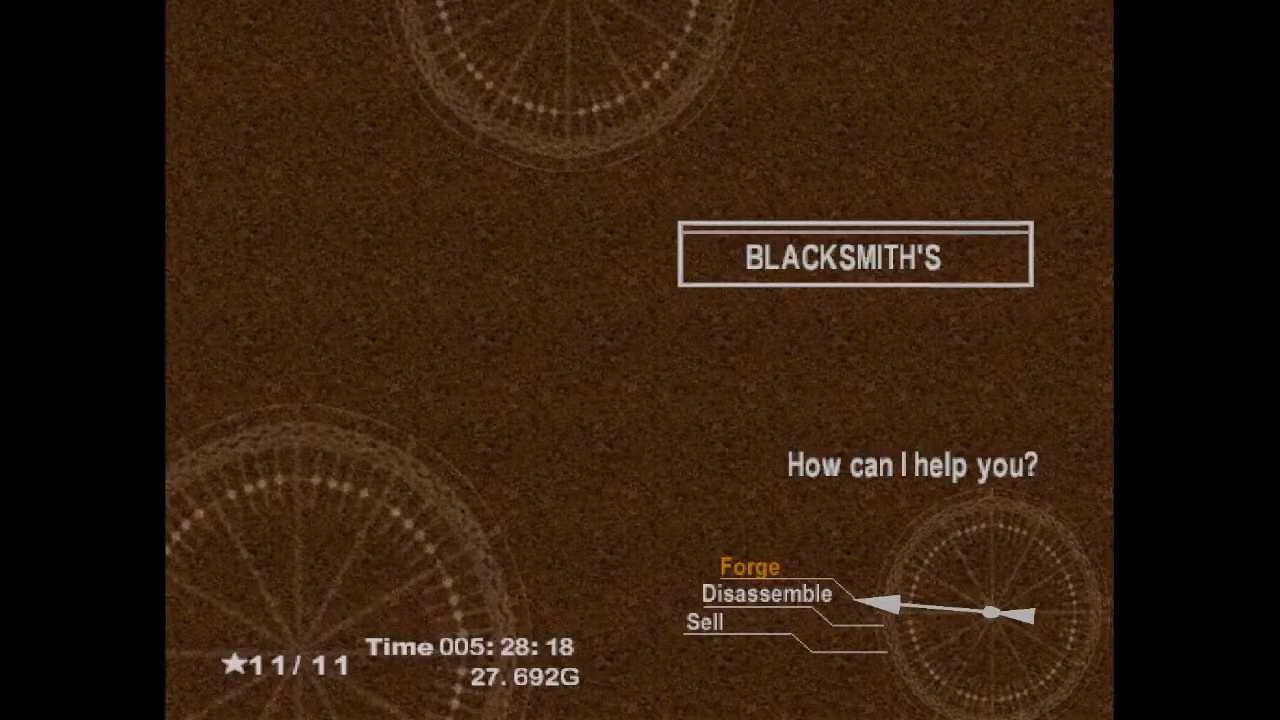 BLACKSMITH'S
How can I help you?
Forge
Disassemble
Sell
Time 005: 28: 18
★11/ 11
27. 692G